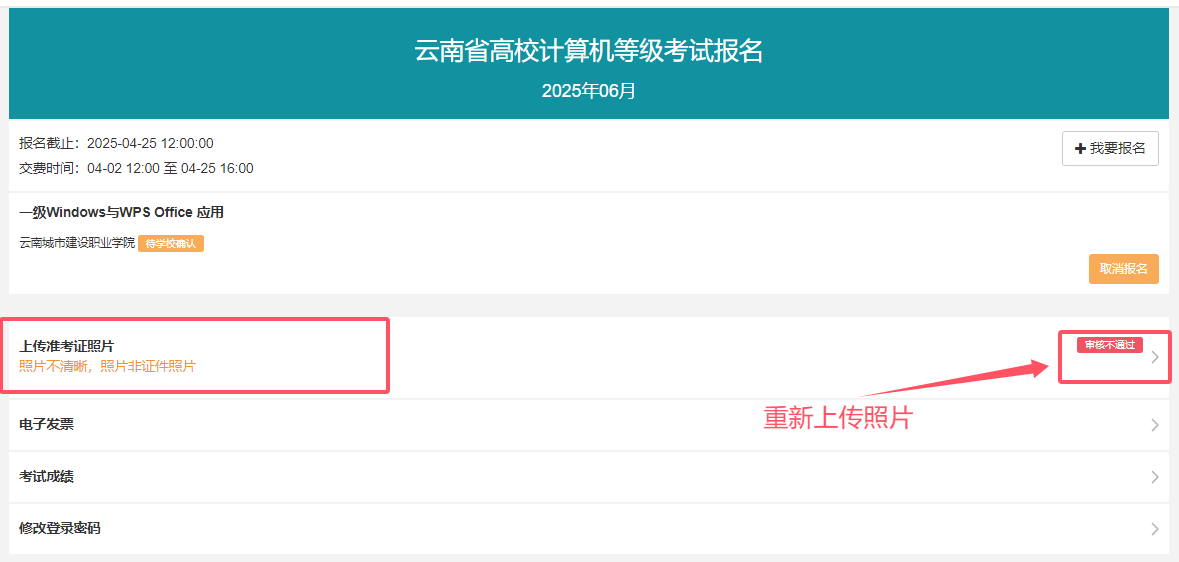 云南省高校计算机等级考试报名
2025年06月
报名截止：2025-04-25 12:00:00
交费时间：04-02 12:00 至 04-25 16:00
我要报名
一级Windows与WPS Office 应用
云南城市建设职业学院 待学校确认
取消报名
上传准考证照片
照片不清晰，照片非证件照片
审核不通过
重新上传照片
电子发票
考试成绩
修改登录密码